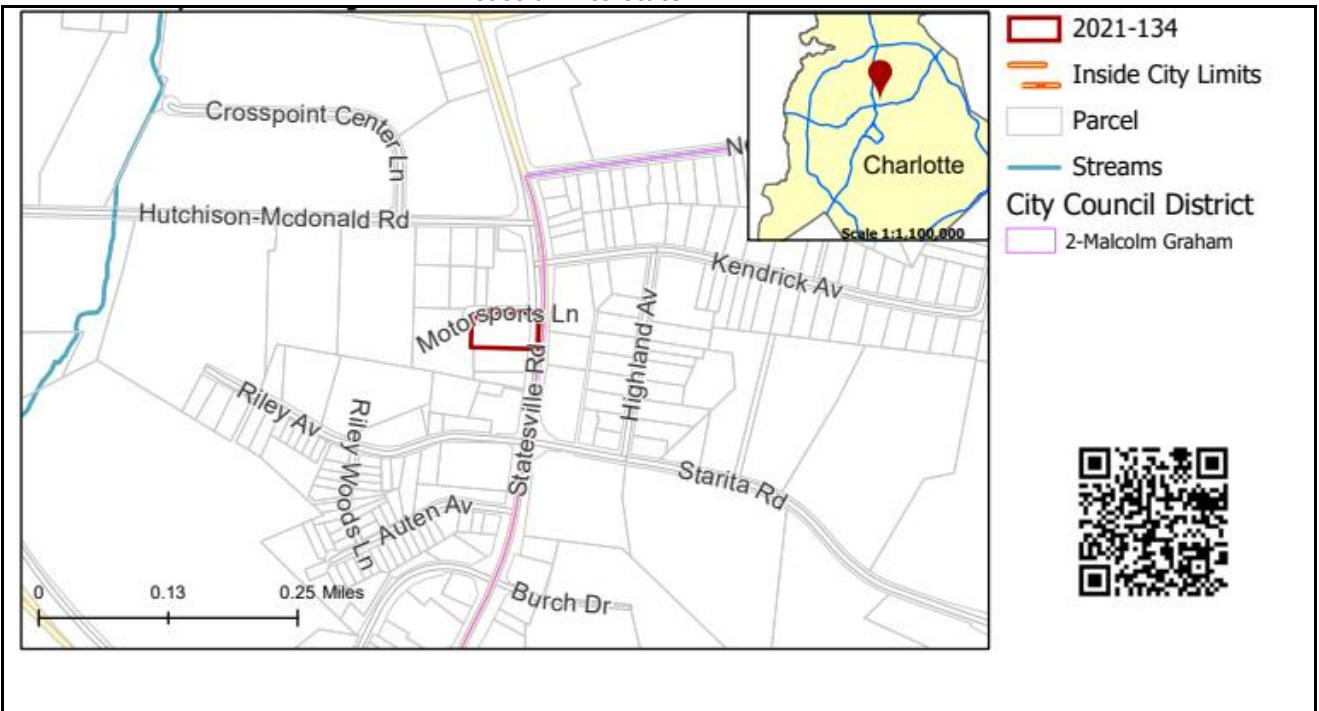 Crosspoint Center Ln
Hutchison-Mcdonald Rd
Kendrick Av
Motorsports Ln
Highland Av
Statesville Rd
Riley Av
Riley Woods Ln
Auten Av
Starita Rd
Burch Dr
0 0.13 0.25 Miles
Charlotte
Scale 1:1,100,000
2021-134
Inside City Limits
Parcel
Streams
City Council District
2-Malcolm Graham